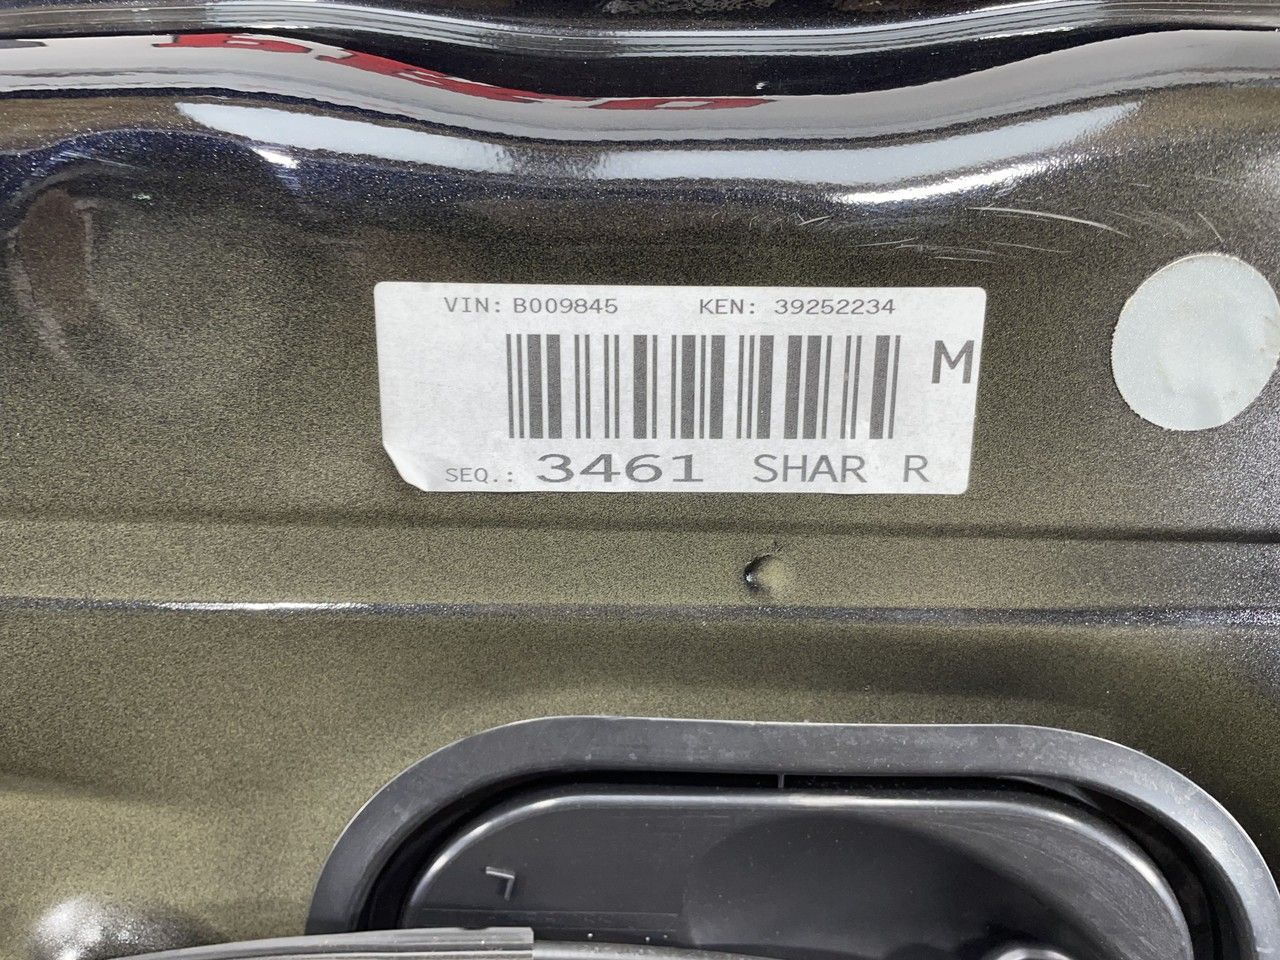 VIN: B009845 KEN: 39252234
M
SEQ.: 3461 SHAR R